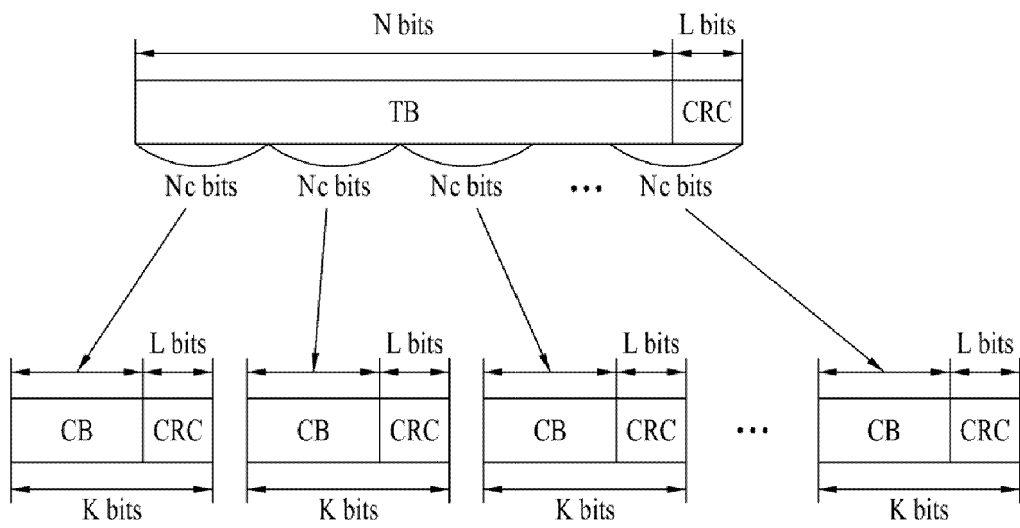 N bits L bits
TB CRC
Nc bits Nc bits Nc bits ... Nc bits
L bits L bits L bits L bits
CB CRC CB CRC CB CRC ... CB CRC
K bits K bits K bits K bits